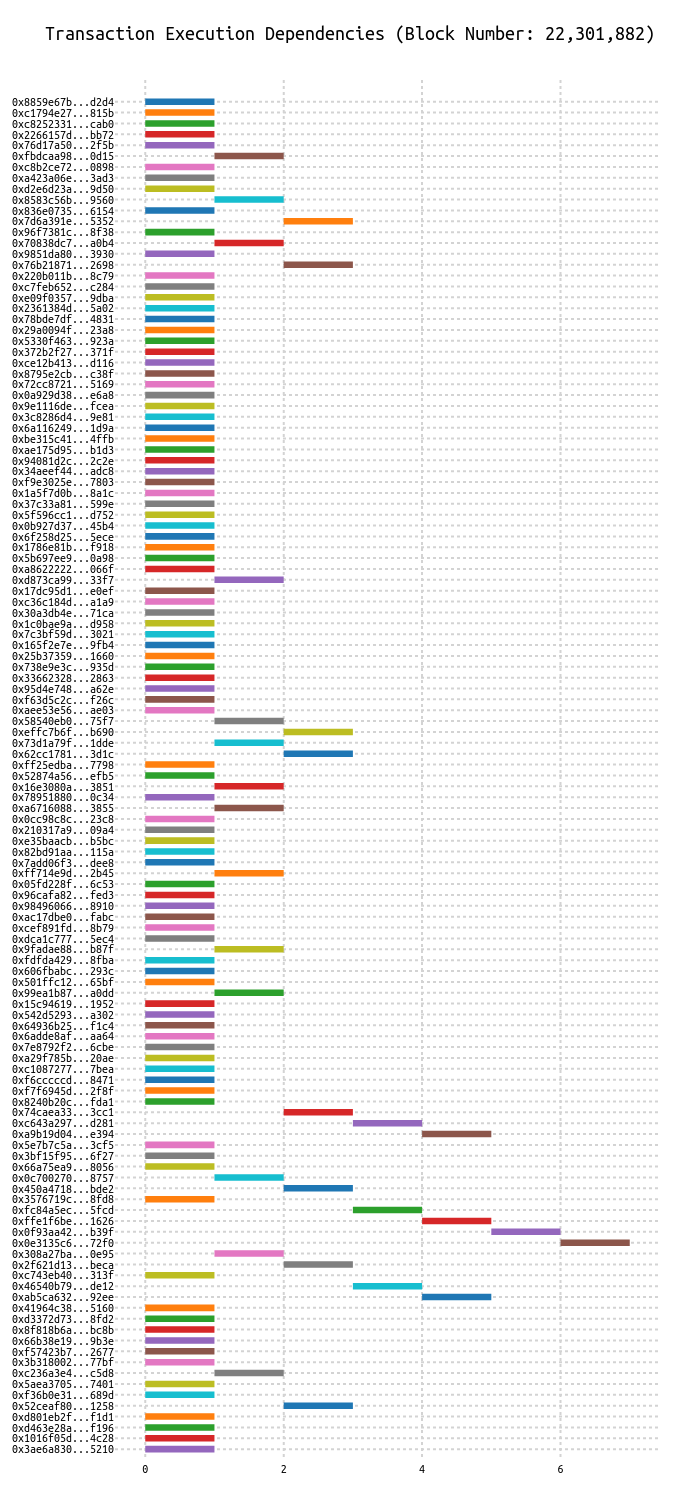 Transaction Execution Dependencies (Block Number: 22,301,882)
0x8859e67b...d2d4
0xc1794e27...815b
0xc8252331...cab0
0x2266157d...bb72
0x76d17a50...2f5b
0xfbdcaa98...0d15
0xc8b2ce72...0898
0xa423a06e...3ad3
0xd2e6d23a...9d50
0x8583c56b...9560
0x836e0735...6154
0x7d6a391e...5352
0x96f7381c...8f38
0x70838dc7...a0b4
0x9851da80...3930
0x76b21871...2698
0x220b011b...8c79
0xc7feb652...c284
0xe09f0357...9dba
0x2361384d...5a02
0x78bde7df...4831
0x29a0094f...23a8
0x5330f463...923a
0x372b2f27...371f
0xce12b413...d116
0x8795e2cb...c38f
0x72cc8721...5169
0x0a929d38...e6a8
0x9e1116de...fcea
0x3c8286d4...9e81
0x6a116249...1d9a
0xbe315c41...4ffb
0xae175d95...b1d3
0x94081d2c...2c2e
0x34aeef44...adc8
0xf9e3025e...7803
0x1a5f7d0b...8a1c
0x37c33a81...599e
0x5f596cc1...d752
0x0b927d37...45b4
0x6f258d25...5ece
0x1786e81b...f918
0x5b697ee9...0a98
0xa8622222...066f
0xd873ca99...33f7
0x17dc95d1...e0ef
0xc36c184d...a1a9
0x30a3db4e...71ca
0x1c0bae9a...d958
0x7c3bf59d...3021
0x165f2e7e...9fb4
0x25b37359...1660
0x738e9e3c...935d
0x33662328...2863
0x95d4e748...a62e
0xf63d5c2c...f26c
0xaee53e56...ae03
0x58540eb0...75f7
0xeffc7b6f...b690
0x73d1a79f...1dde
0x62cc1781...3d1c
0xff25edba...7798
0x52874a56...efb5
0x16e3080a...3851
0x78951880...0c34
0xa6716088...3855
0x0cc98c8c...23c8
0x210317a9...09a4
0xe35baacb...b5bc
0x82bd91aa...115a
0x7add06f3...dee8
0xff714e9d...2b45
0x05fd228f...6c53
0x96cafa82...fed3
0x98496066...8910
0xac17dbe0...fabc
0xcef891fd...8b79
0xdca1c777...5ec4
0x9fadae88...b87f
0xfdfda429...8fba
0x606fbabc...293c
0x501ffc12...65bf
0x99ea1b87...a0dd
0x15c94619...1952
0x542d5293...a302
0x64936b25...f1c4
0x6adde8af...aa64
0x7e8792f2...6cbe
0xa29f785b...20ae
0xc1087277...7bea
0xf6cccccd...8471
0xf7f6945d...2f8f
0x8240b20c...fda1
0x74caea33...3cc1
0xc643a297...d281
0xa9b19d04...e394
0x5e7b7c5a...3cf5
0x3bf15f95...6f27
0x66a75ea9...8056
0x0c700270...8757
0x450a4718...bde2
0x3576719c...8fd8
0xfc84a5ec...5fcd
0xffe1f6be...1626
0x0f93aa42...b39f
0x0e3135c6...72f0
0x308a27ba...0e95
0x2f621d13...beca
0xc743eb40...313f
0x46540b79...de12
0xab5ca632...92ee
0x41964c38...5160
0xd3372d73...8fd2
0x8f818b6a...bc8b
0x66b38e19...9b3e
0xf57423b7...2677
0x3b318002...77bf
0xc236a3e4...c5d8
0x5aea3705...7401
0xf36b0e31...689d
0x52ceaf80...1258
0xd801eb2f...f1d1
0xd463e28a...f196
0x1016f05d...4c28
0x3ae6a830...5210
0 2 4 6